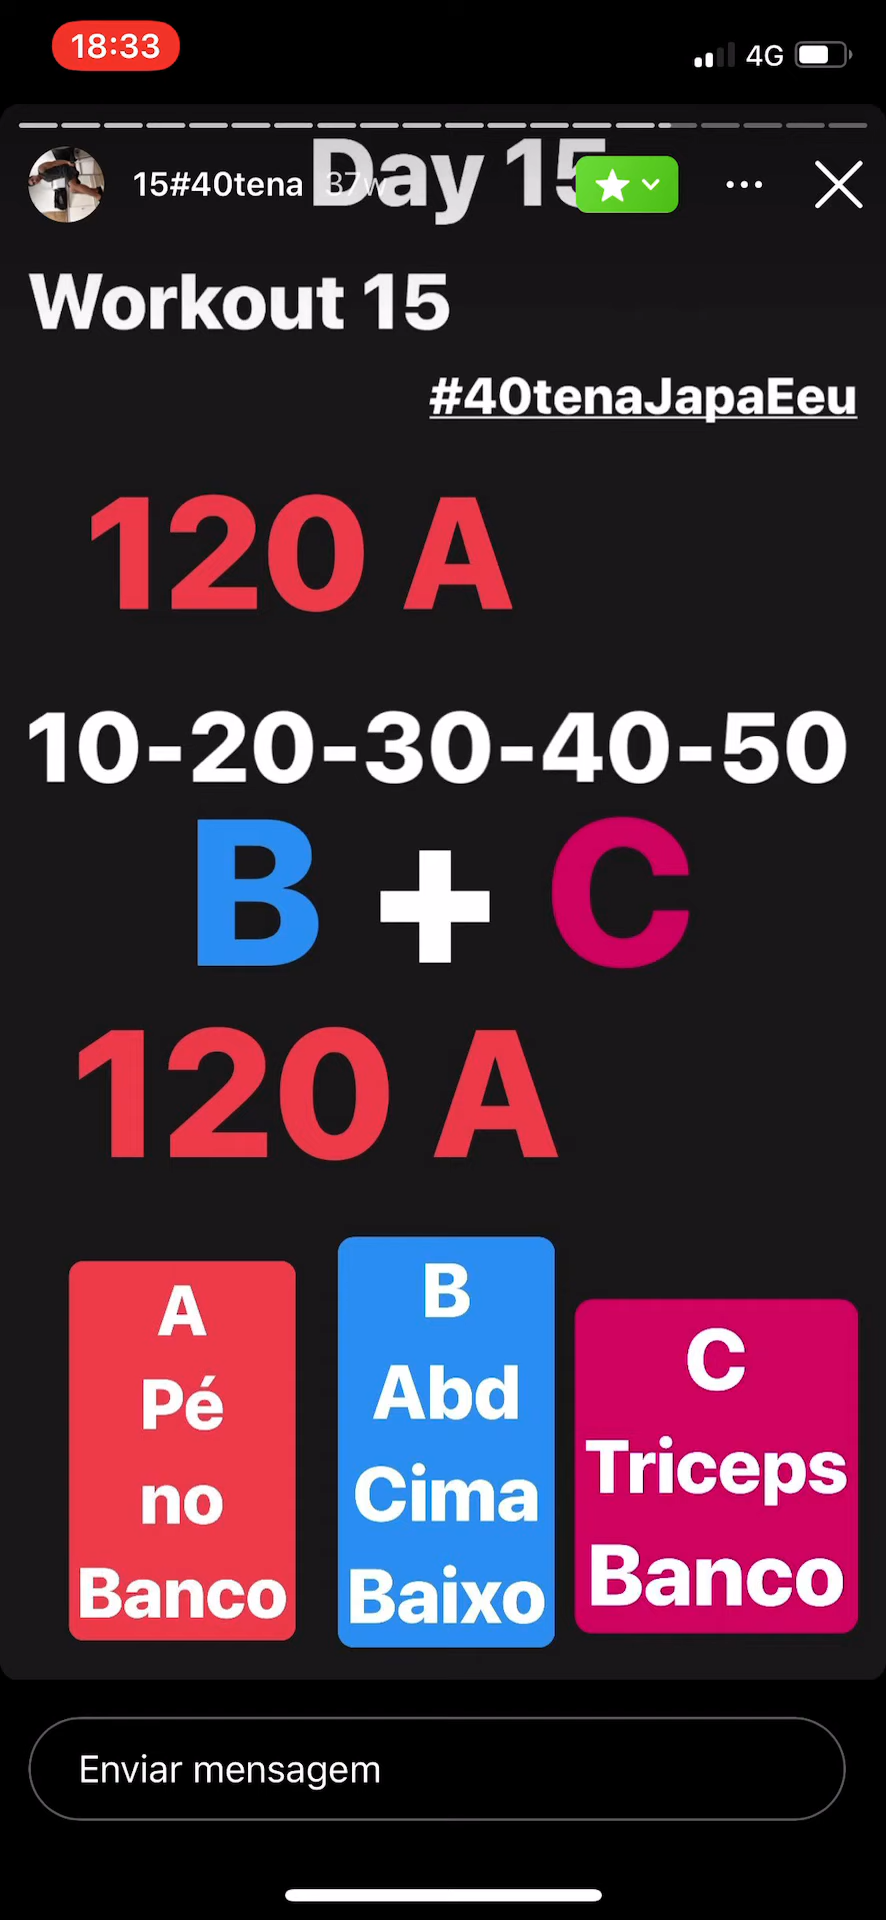 18:33
4G
Day 15
15#40tena 37w
Workout 15
#40tenaJapaEeu
120 A
10-20-30-40-50
B + C
120 A
A
Pé
no
Banco
B
Abd
Cima
Baixo
C
Triceps
Banco
Enviar mensagem